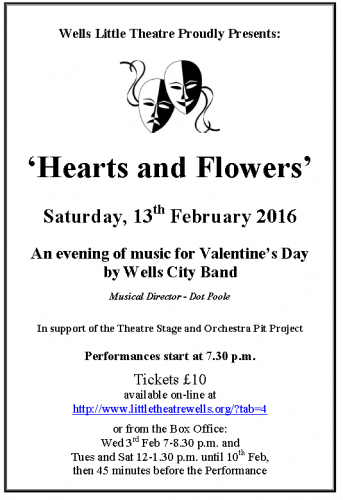 Wells Little Theatre Proudly Presents:
‘Hearts and Flowers’
Saturday, 13th February 2016
An evening of music for Valentine’s Day
by Wells City Band
Musical Director - Dot Poole
In support of the Theatre Stage and Orchestra Pit Project
Performances start at 7.30 p.m.
Tickets £10
available on-line at
http://www.littletheatrewells.org/?tab=4
or from the Box Office:
Wed 3rd Feb 7-8.30 p.m. and
Tues and Sat 12-1.30 p.m. until 10th Feb,
then 45 minutes before the Performance